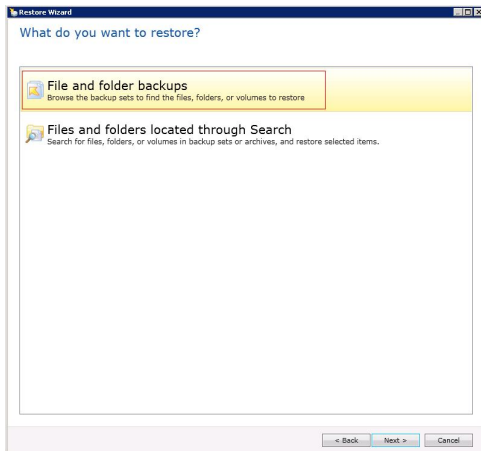 Restore Wizard
What do you want to restore?
File and folder backups
Browse the backup sets to find the files, folders, or volumes to restore
Files and folders located through Search
Search for files, folders, or volumes in backup sets or archives, and restore selected items.
< Back Next > Cancel